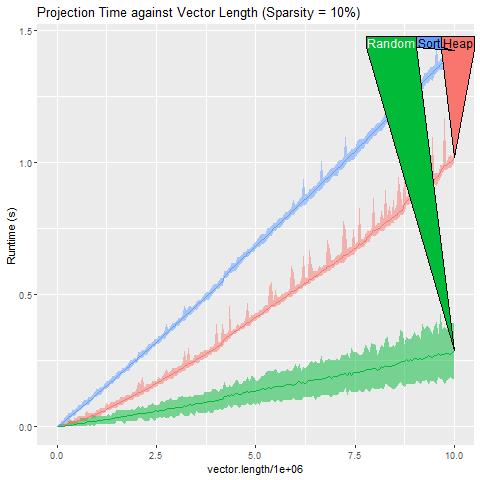 Projection Time against Vector Length (Sparsity = 10%)
Random Sort Heap
1.5
1.0
0.5
0.0
Runtime (s)
0.0 2.5 5.0 7.5 10.0
vector.length/1e+06